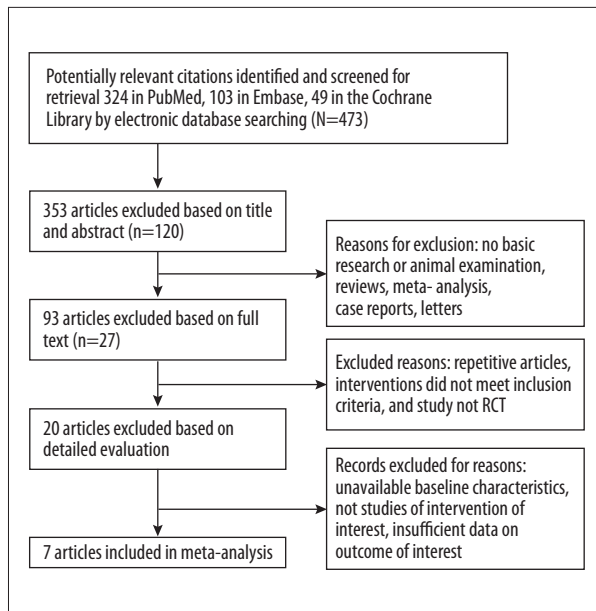 Potentially relevant citations identified and screened for
retrieval 324 in PubMed, 103 in Embase, 49 in the Cochrane
Library by electronic database searching (N=473)
353 articles excluded based on title
and abstract (n=120)
Reasons for exclusion: no basic
research or animal examination,
reviews, meta- analysis,
case reports, letters
93 articles excluded based on full
text (n=27)
Excluded reasons: repetitive articles,
interventions did not meet inclusion
criteria, and study not RCT
20 articles excluded based on
detailed evaluation
Records excluded for reasons:
unavailable baseline characteristics,
not studies of intervention of
interest, insufficient data on
outcome of interest
7 articles included in meta-analysis